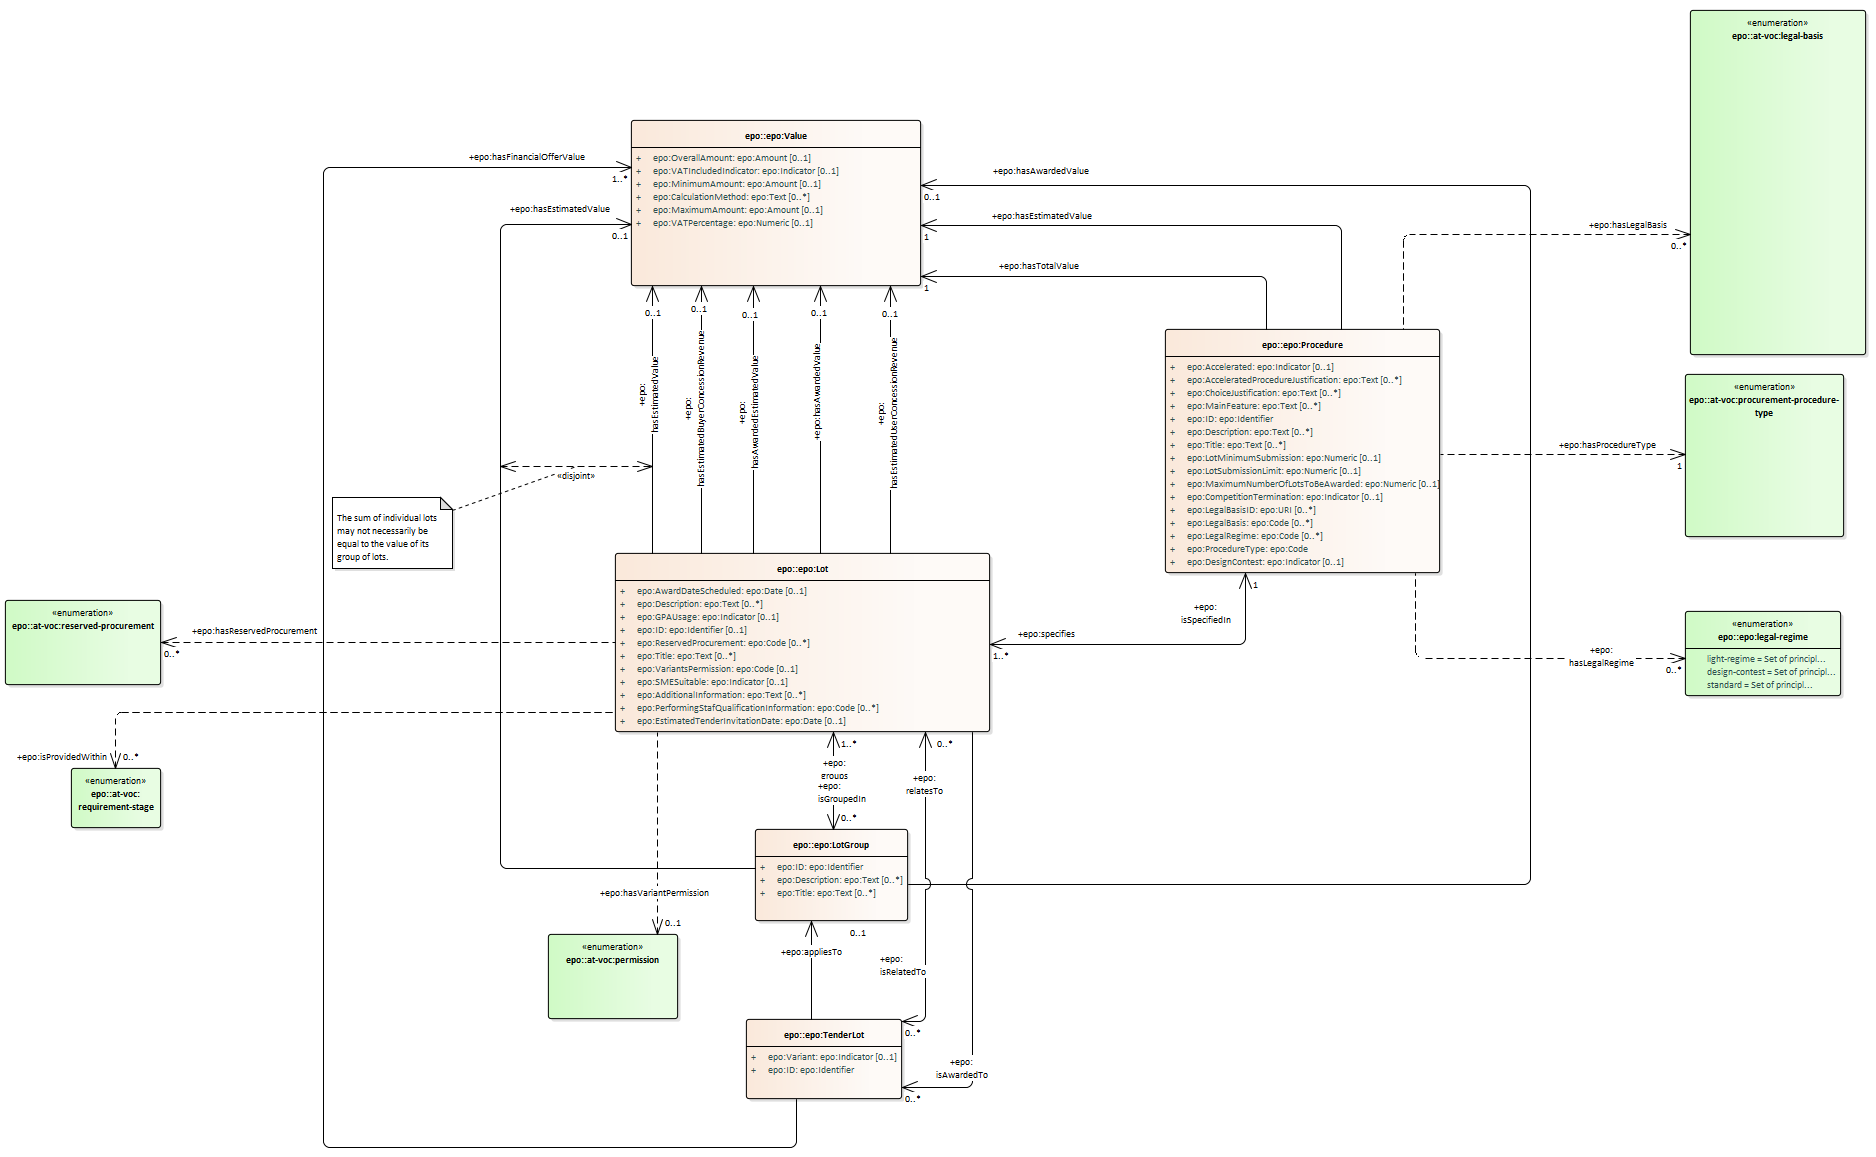 «enumeration»
epo::at-voc:legal-basis
epo::epo:Value
+ epo:OverallAmount: epo:Amount [0..1]
+ epo:VATIncludedIndicator: epo:Indicator [0..1]
+ epo:MinimumAmount: epo:Amount [0..1]
+ epo:CalculationMethod: epo:Text [0..*]
+ epo:MaximumAmount: epo:Amount [0..1]
+ epo:VATPercentage: epo:Numeric [0..1]
+epo:hasFinancialOfferValue
1..*
+epo:hasEstimatedValue
0..1
+epo:hasAwardedValue
0..1
+epo:hasEstimatedValue
1
+epo:hasTotalValue
1
+epo:hasLegalBasis
0..*
0..1
+epo:
hasEstimatedValue
0..1
+epo:
hasEstimatedBuyerConcessionRevenue
0..1
+epo:
hasAwardedEstimatedValue
0..1
+epo:hasAwardedValue
0..1
+epo:
hasEstimatedUserConcessionRevenue
epo::epo:Procedure
+ epo:Accelerated: epo:Indicator [0..1]
+ epo:AcceleratedProcedureJustification: epo:Text [0..*]
+ epo:ChoiceJustification: epo:Text [0..*]
+ epo:MainFeature: epo:Text [0..*]
+ epo:ID: epo:Identifier
+ epo:Description: epo:Text [0..*]
+ epo:Title: epo:Text [0..*]
+ epo:LotMinimumSubmission: epo:Numeric [0..1]
+ epo:LotSubmissionLimit: epo:Numeric [0..1]
+ epo:MaximumNumberOfLotsToBeAwarded: epo:Numeric [0..1]
+ epo:CompetitionTermination: epo:Indicator [0..1]
+ epo:LegalBasisID: epo:URI [0..*]
+ epo:LegalBasis: epo:Code [0..*]
+ epo:LegalRegime: epo:Code [0..*]
+ epo:ProcedureType: epo:Code
+ epo:DesignContest: epo:Indicator [0..1]
«enumeration»
epo::at-voc:procurement-procedure-
type
+epo:hasProcedureType
1
«disjoint»
The sum of individual lots
may not necessarily be
equal to the value of its
group of lots.
epo::epo:Lot
+ epo:AwardDateScheduled: epo:Date [0..1]
+ epo:Description: epo:Text [0..*]
+ epo:GPAUsage: epo:Indicator [0..1]
+ epo:ID: epo:Identifier [0..1]
+ epo:ReservedProcurement: epo:Code [0..*]
+ epo:Title: epo:Text [0..*]
+ epo:VariantsPermission: epo:Code [0..1]
+ epo:SMESuitable: epo:Indicator [0..1]
+ epo:AdditionalInformation: epo:Text [0..*]
+ epo:PerformingStafQualificationInformation: epo:Code [0..*]
+ epo:EstimatedTenderInvitationDate: epo:Date [0..1]
1
+epo:
isSpecifiedIn
+epo:specifies
1..*
«enumeration»
epo::epo:legal-regime
light-regime = Set of principl...
design-contest = Set of principl...
standard = Set of principl...
+epo:
hasLegalRegime
0..*
«enumeration»
epo::at-voc:reserved-procurement
+epo:hasReservedProcurement
0..*
+epo:isProvidedWithin
0..*
«enumeration»
epo::at-voc:
requirement-stage
1..*
+epo:
groups
+epo:
isGroupedIn
0..*
0..*
+epo:
relatesTo
epo::epo:LotGroup
+ epo:ID: epo:Identifier
+ epo:Description: epo:Text [0..*]
+ epo:Title: epo:Text [0..*]
+epo:hasVariantPermission
0..1
«enumeration»
epo::at-voc:permission
0..1
+epo:appliesTo
+epo:
isRelatedTo
0..*
epo::epo:TenderLot
+ epo:Variant: epo:Indicator [0..1]
+ epo:ID: epo:Identifier
+epo:
isAwardedTo
0..*